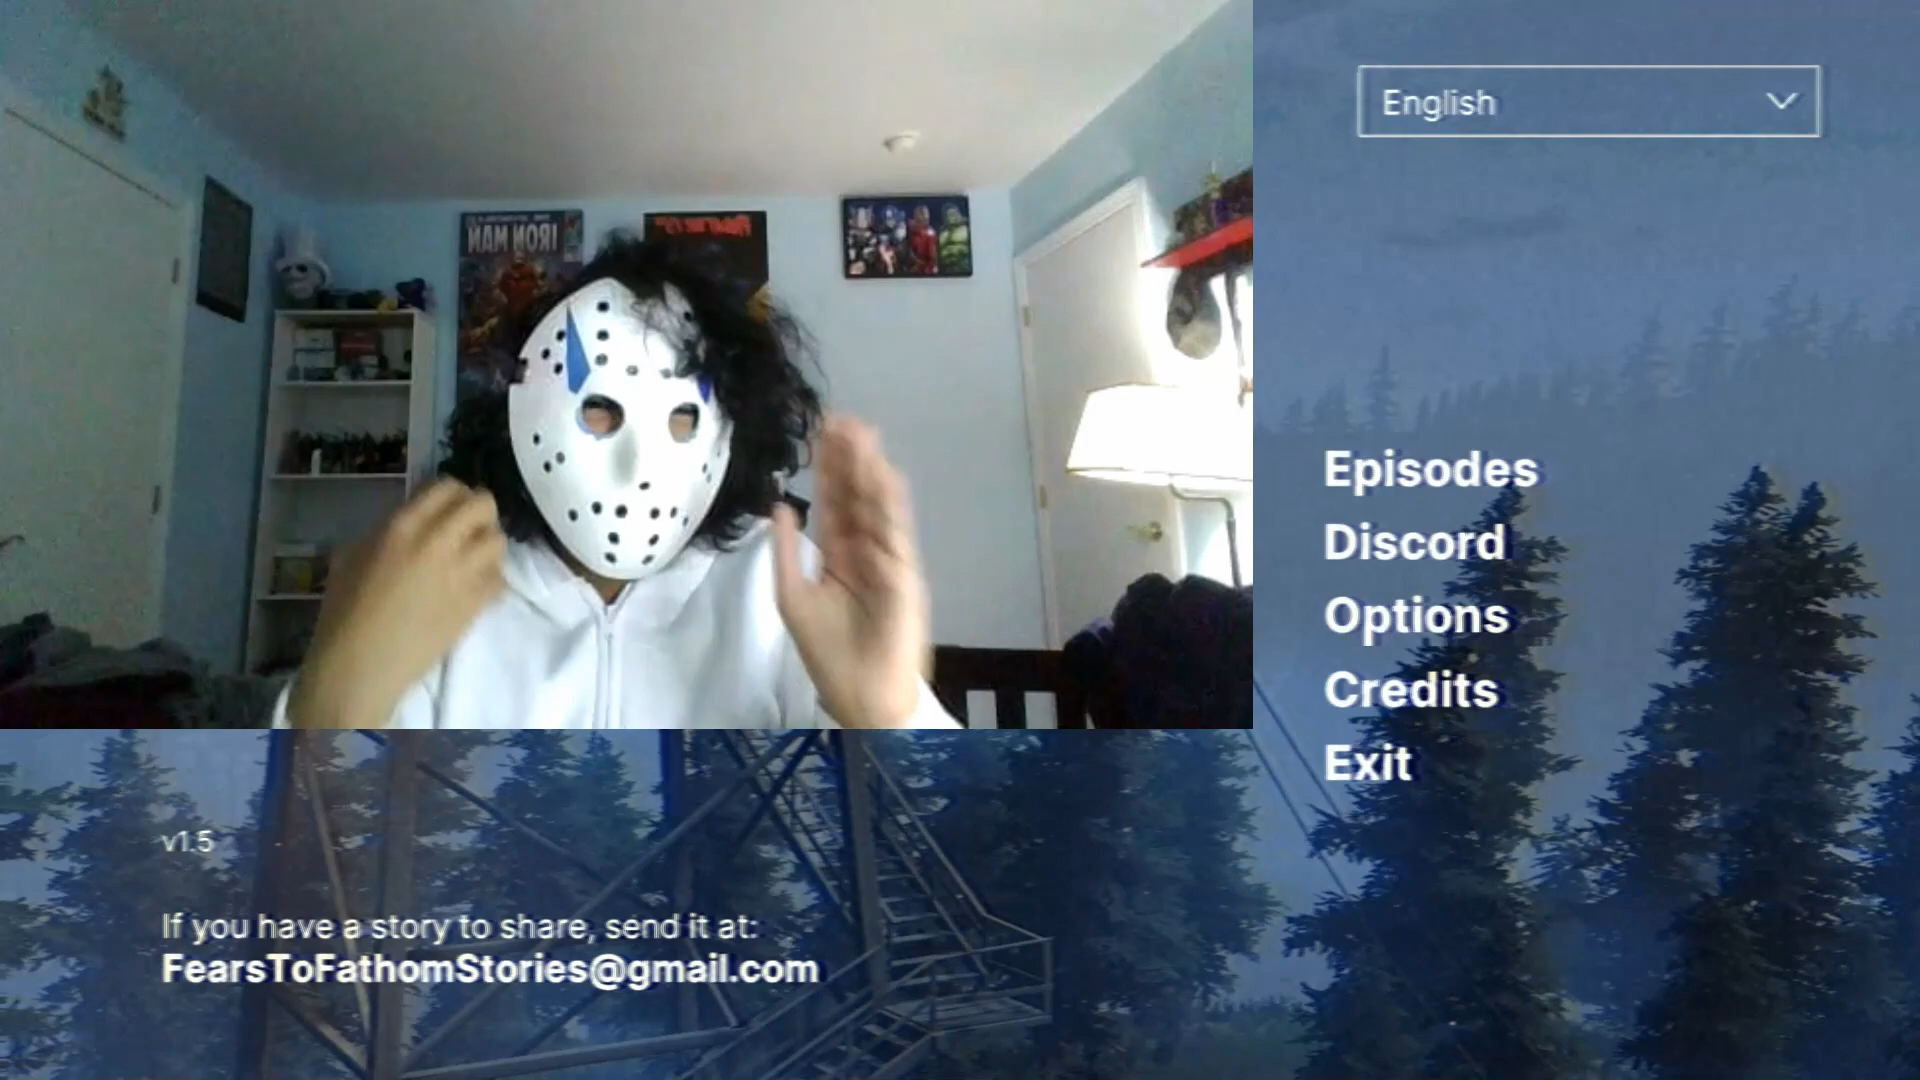 IRON MAN
English
Episodes
Discord
Options
Credits
Exit
v1.5
If you have a story to share, send it at:
FearsToFathomStories@gmail.com